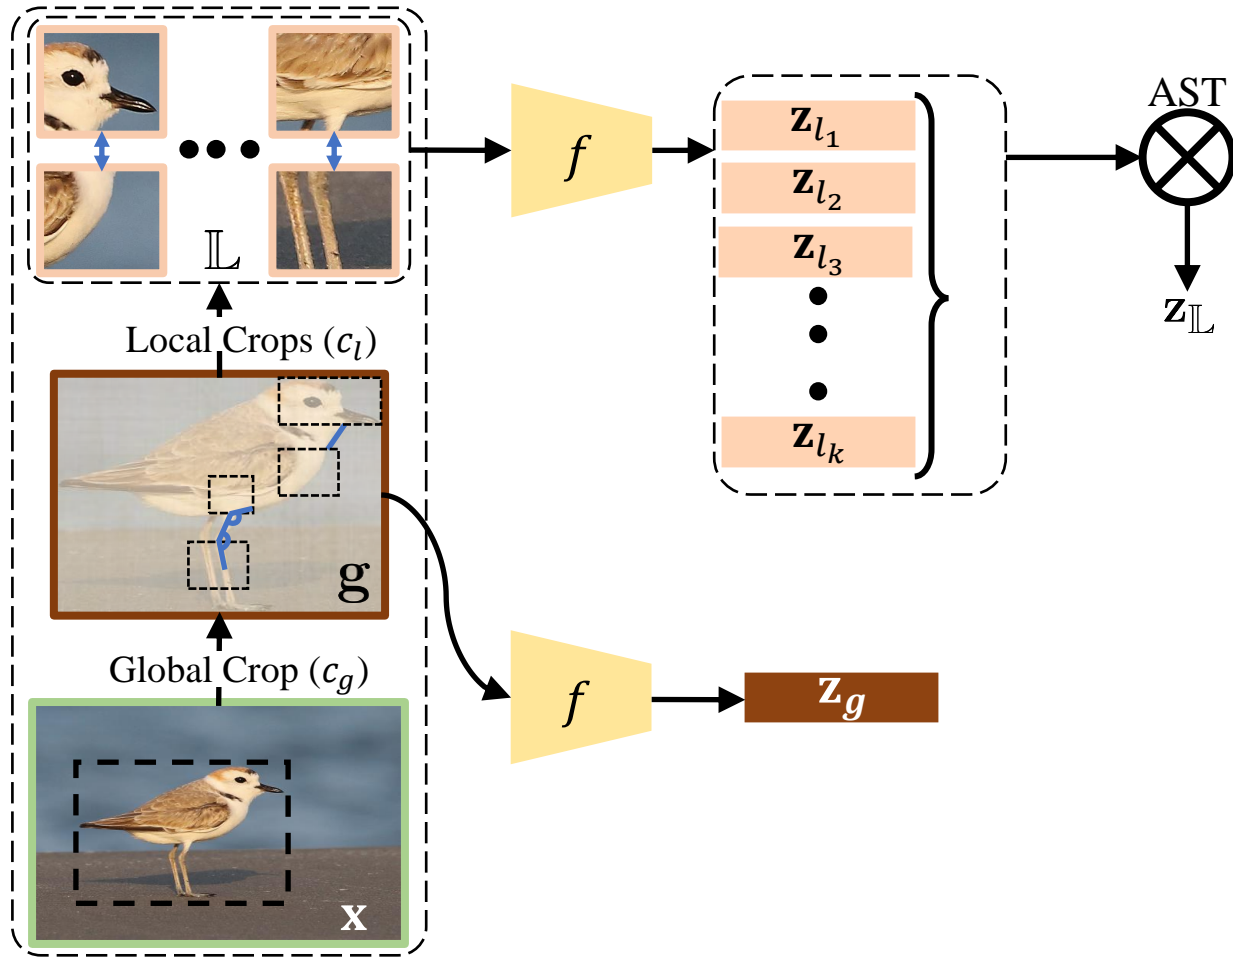 𝕃
Local Crops (c_l)
g
Global Crop (c_g)
x
f
z_{l_1}
z_{l_2}
z_{l_3}
z_{l_k}
AST
z_𝕃
f
z_g